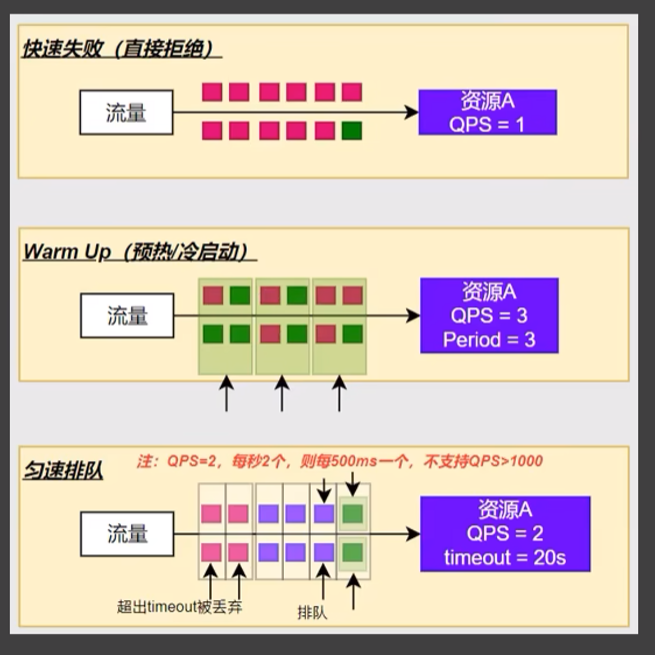 快速失败（直接拒绝）
流量
资源A
QPS = 1
Warm Up（预热/冷启动）
流量
资源A
QPS = 3
Period = 3
匀速排队
注：QPS=2，每秒2个，则每500ms一个，不支持QPS>1000
流量
资源A
QPS = 2
timeout = 20s
超出timeout被丢弃
排队